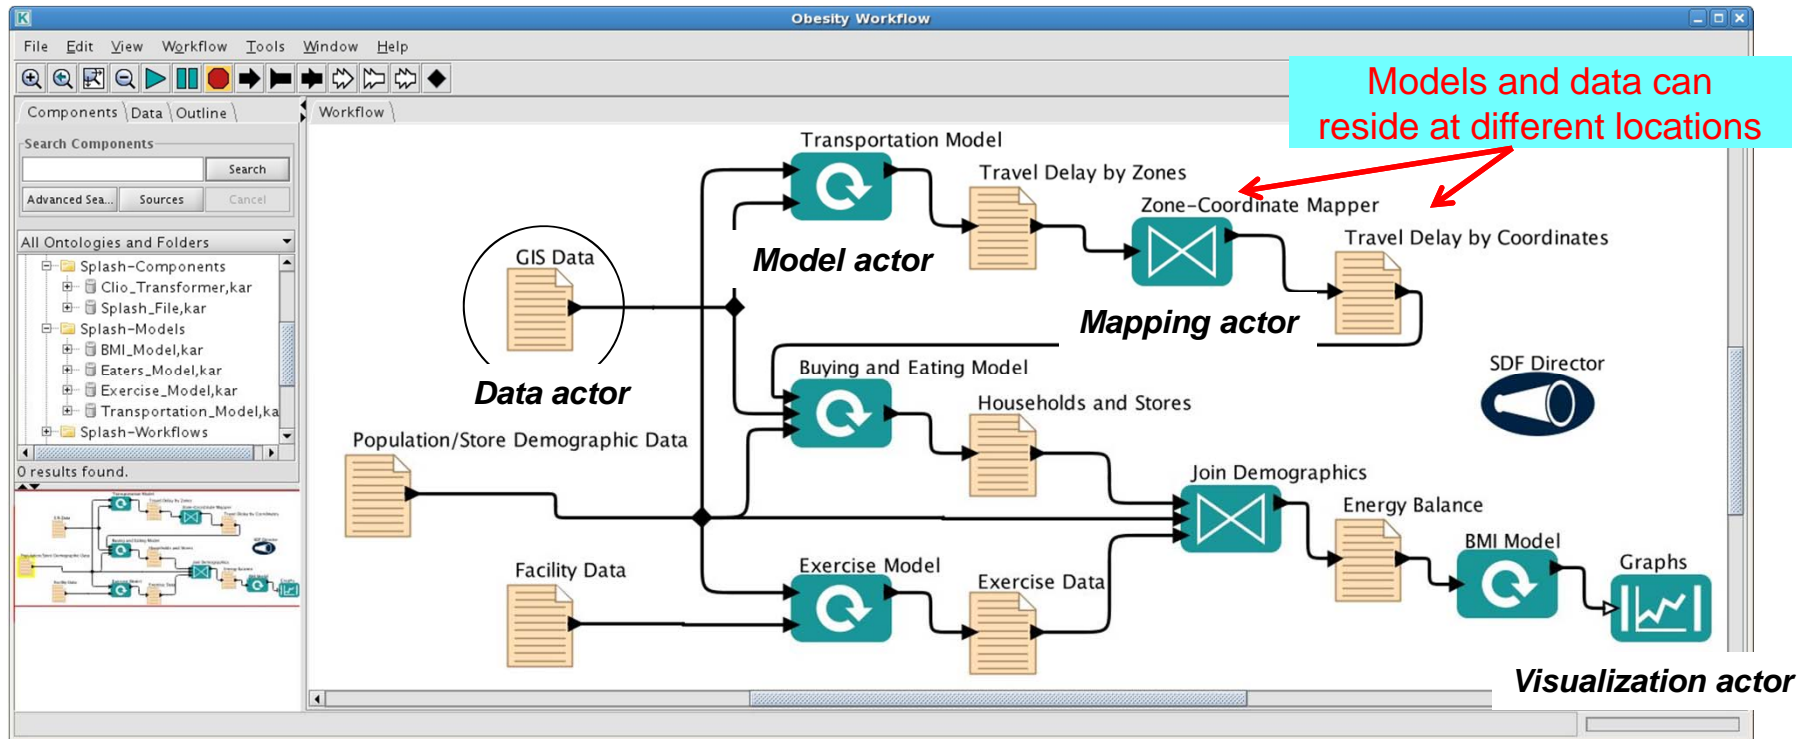 Obesity Workflow
File Edit View Workflow Tools Window Help
Models and data can
reside at different locations
Components Data Outline
Workflow
Search Components
Search
Advanced Sea... Sources Cancel
All Ontologies and Folders
Splash-Components
Clio_Transformer,kar
Splash_File,kar
Splash-Models
BMI_Model,kar
Eaters_Model,kar
Exercise_Model,kar
Transportation_Model,ka
Splash-Workflows
0 results found.
Transportation Model
Travel Delay by Zones
Zone-Coordinate Mapper
Travel Delay by Coordinates
GIS Data
Model actor
Mapping actor
Data actor
Buying and Eating Model
SDF Director
Households and Stores
Population/Store Demographic Data
Join Demographics
Energy Balance
BMI Model
Graphs
Facility Data
Exercise Model
Exercise Data
Visualization actor